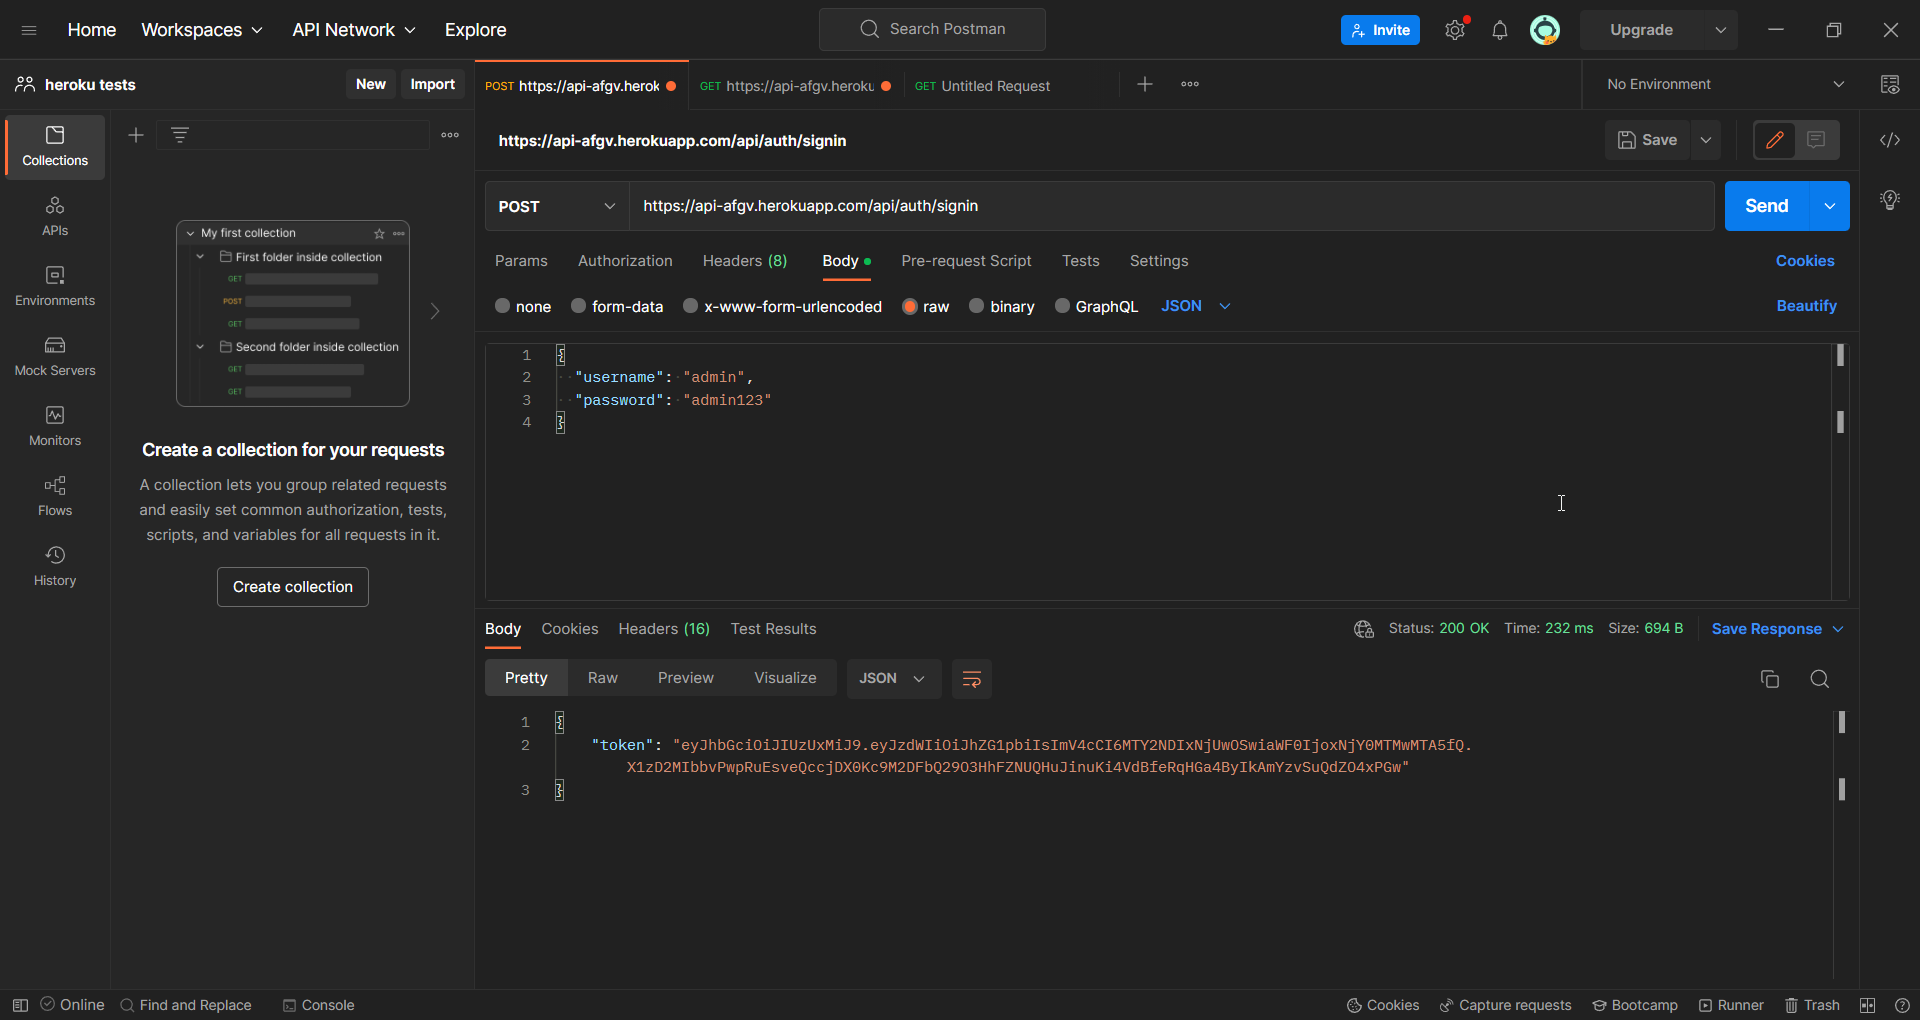 Home Workspaces API Network Explore
Search Postman
Invite
Upgrade
heroku tests
New Import
POST https://api-afgv.herok
GET https://api-afgv.heroku
GET Untitled Request
No Environment
Collections
APIs
Environments
Mock Servers
Monitors
Flows
History
My first collection
First folder inside collection
GET
POST
GET
Second folder inside collection
GET
GET
Create a collection for your requests
A collection lets you group related requests
and easily set common authorization, tests,
scripts, and variables for all requests in it.
Create collection
https://api-afgv.herokuapp.com/api/auth/signin
Save
POST https://api-afgv.herokuapp.com/api/auth/signin
Send
Params Authorization Headers (8) Body Pre-request Script Tests Settings
Cookies
none form-data x-www-form-urlencoded raw binary GraphQL JSON
Beautify
1 {
2 "username": "admin",
3 "password": "admin123"
4 }
Body Cookies Headers (16) Test Results
Status: 200 OK Time: 232 ms Size: 694 B
Save Response
Pretty Raw Preview Visualize JSON
1 {
2 "token": "eyJhbGciOiJIUzUxMiJ9.eyJzdWIiOiJhZG1pbiIsImV4cCI6MTY2NDIxNjUwOSwiaWF0IjoxNjY0MTMwMTA5fQ.
X1zD2MIbbvPwpRuEsveQccjDX0Kc9M2DFbQ29O3HhFZNUQHuJinuKi4VdBfeRqHGa4ByIkAmYzvSuQdZO4xPGw"
3 }
Online Find and Replace Console
Cookies Capture requests Bootcamp Runner Trash